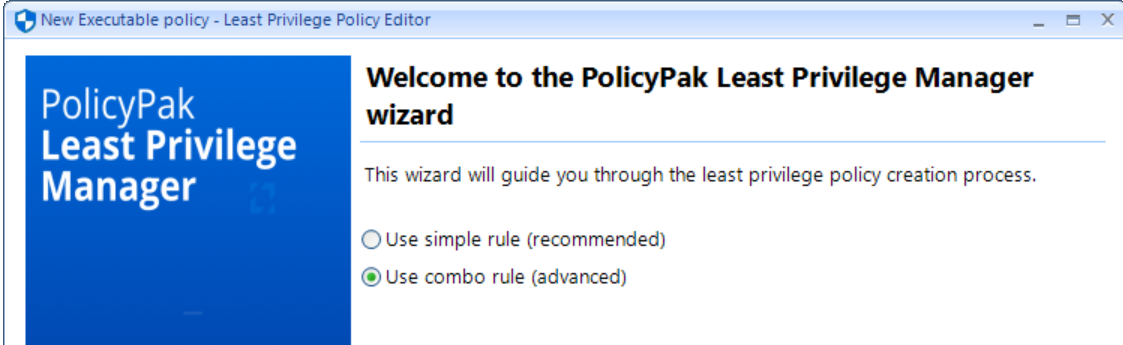 New Executable policy - Least Privilege Policy Editor
PolicyPak
Least Privilege
Manager
Welcome to the PolicyPak Least Privilege Manager
wizard
This wizard will guide you through the least privilege policy creation process.
Use simple rule (recommended)
Use combo rule (advanced)